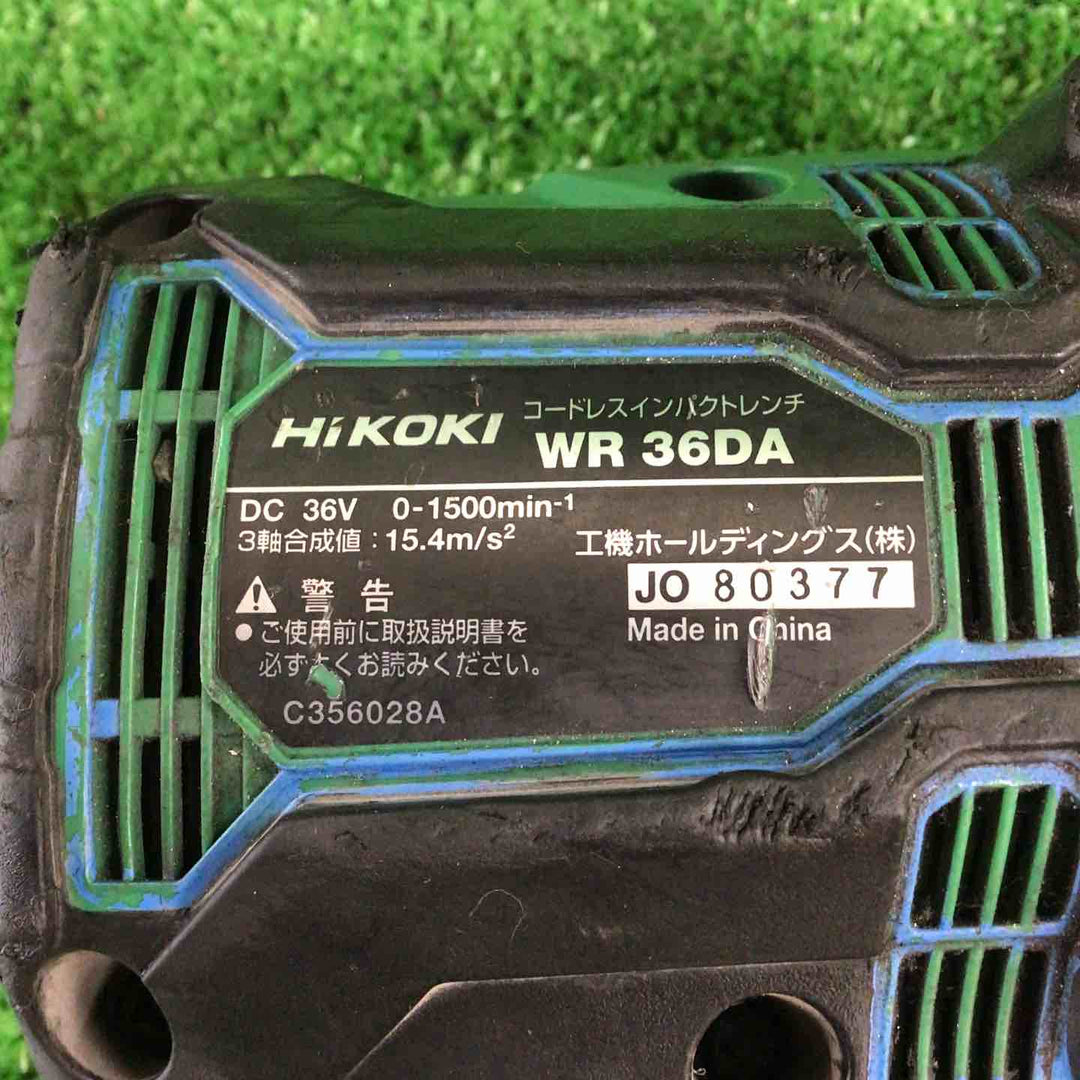 HiKOKI
コードレスインパクトレンチ
WR 36DA
DC 36V 0-1500min-1
3軸合成値:15.4m/s²
工機ホールディングス(株)
JO 80377
Made in China
⚠ 警告
●ご使用前に取扱説明書を
必ずよくお読みください。
C356028A